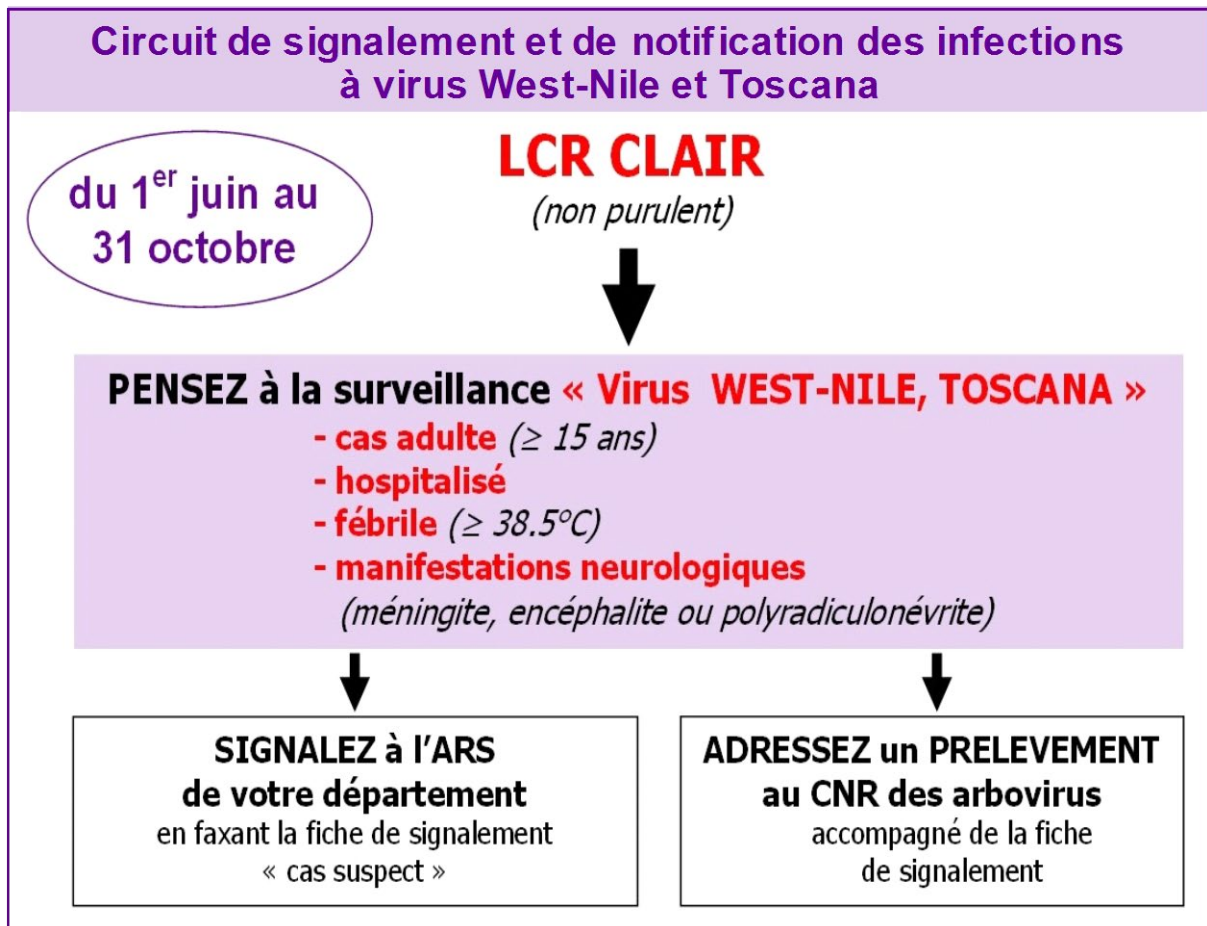 Circuit de signalement et de notification des infections
à virus West-Nile et Toscana
du 1er juin au
31 octobre
LCR CLAIR
(non purulent)
PENSEZ à la surveillance « Virus WEST-NILE, TOSCANA »
- cas adulte (≥ 15 ans)
- hospitalisé
- fébrile (≥ 38.5°C)
- manifestations neurologiques
(méningite, encéphalite ou polyradiculonévrite)
SIGNALEZ à l'ARS
de votre département
en faxant la fiche de signalement
« cas suspect »
ADRESSEZ un PRELEVEMENT
au CNR des arbovirus
accompagné de la fiche
de signalement